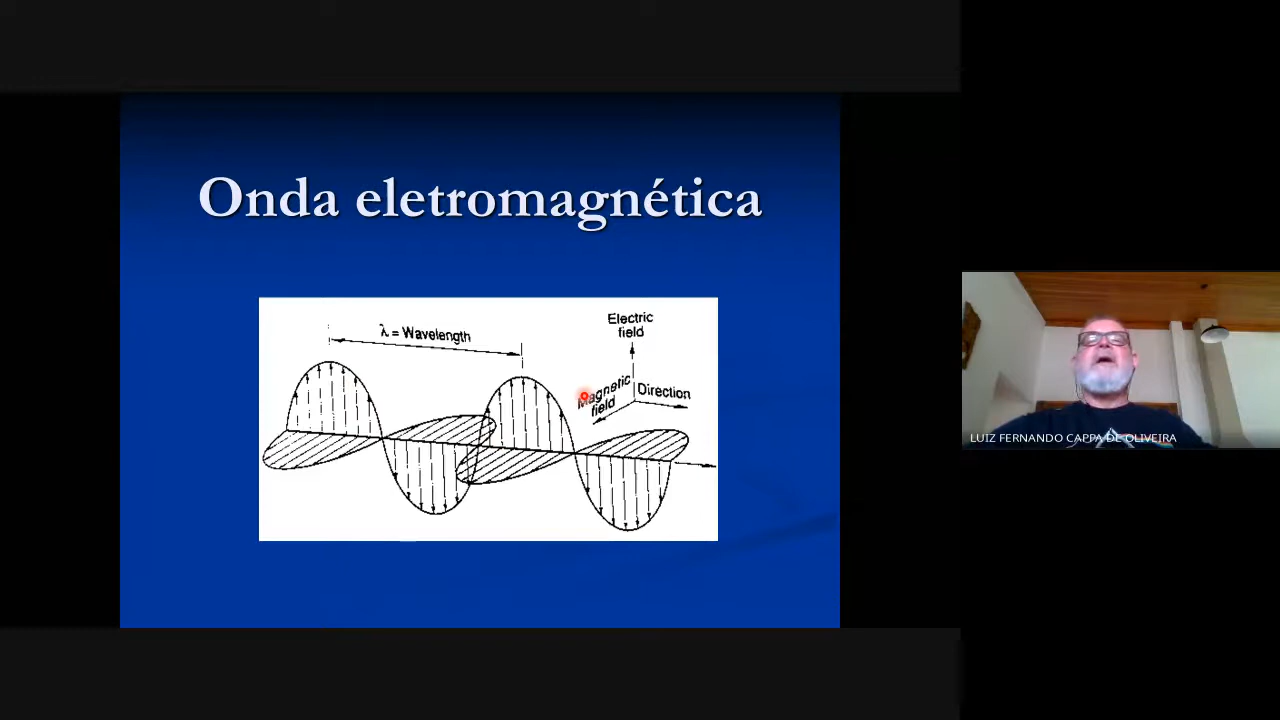 Onda eletromagnética
λ = Wavelength
Electric
field
Magnetic
field
Direction
LUIZ FERNANDO CAPPA DE OLIVEIRA